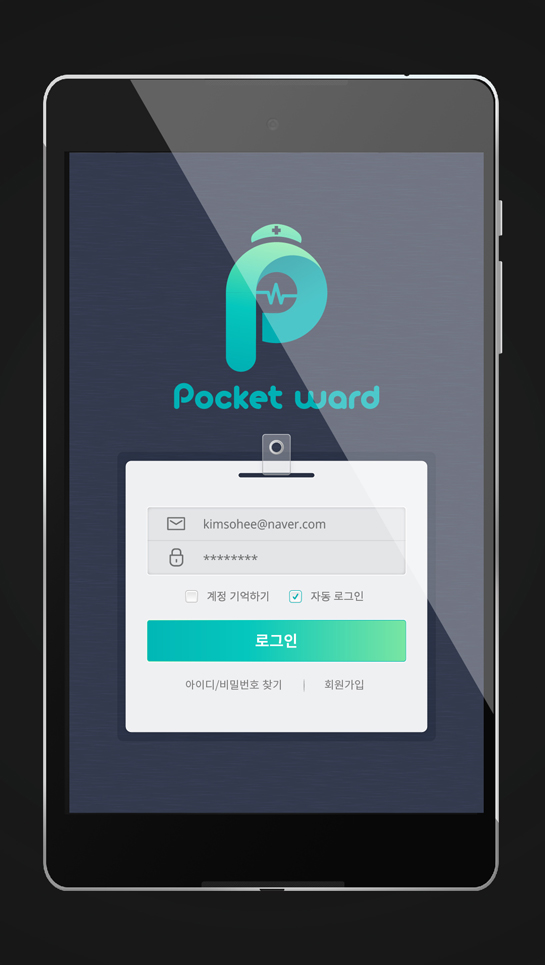 Pocket ward
kimsohee@naver.com
********
계정 기억하기 자동 로그인
로그인
아이디/비밀번호 찾기 | 회원가입